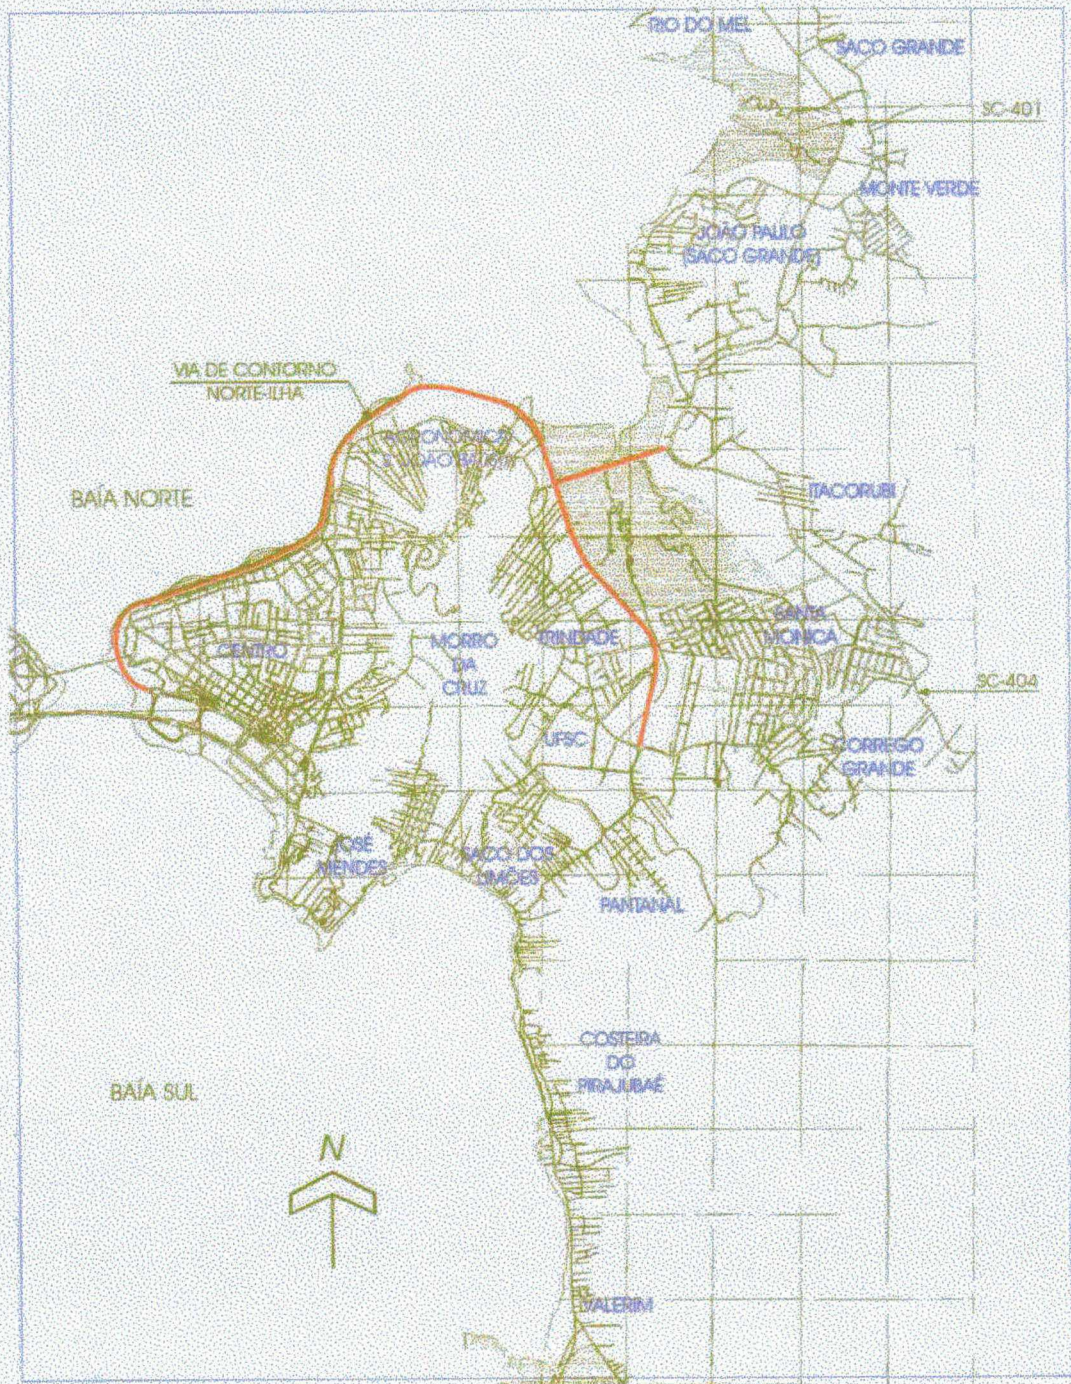 RIO DO MEL
SACO GRANDE
SC-401
MONTE VERDE
JOÃO PAULO
(SACO GRANDE)
VIA DE CONTORNO
NORTE-ILHA
BAÍA NORTE
ITACORUBI
CENTRO
MORRO
DA
CRUZ
TRINDADE
SANTA
MONICA
SC-404
UFSC
CORREGO
GRANDE
JOSÉ
MENDES
SACO DOS
LIMÕES
PANTANAL
COSTEIRA
DO
PIRAJUBAÉ
BAÍA SUL
N
VALERIM